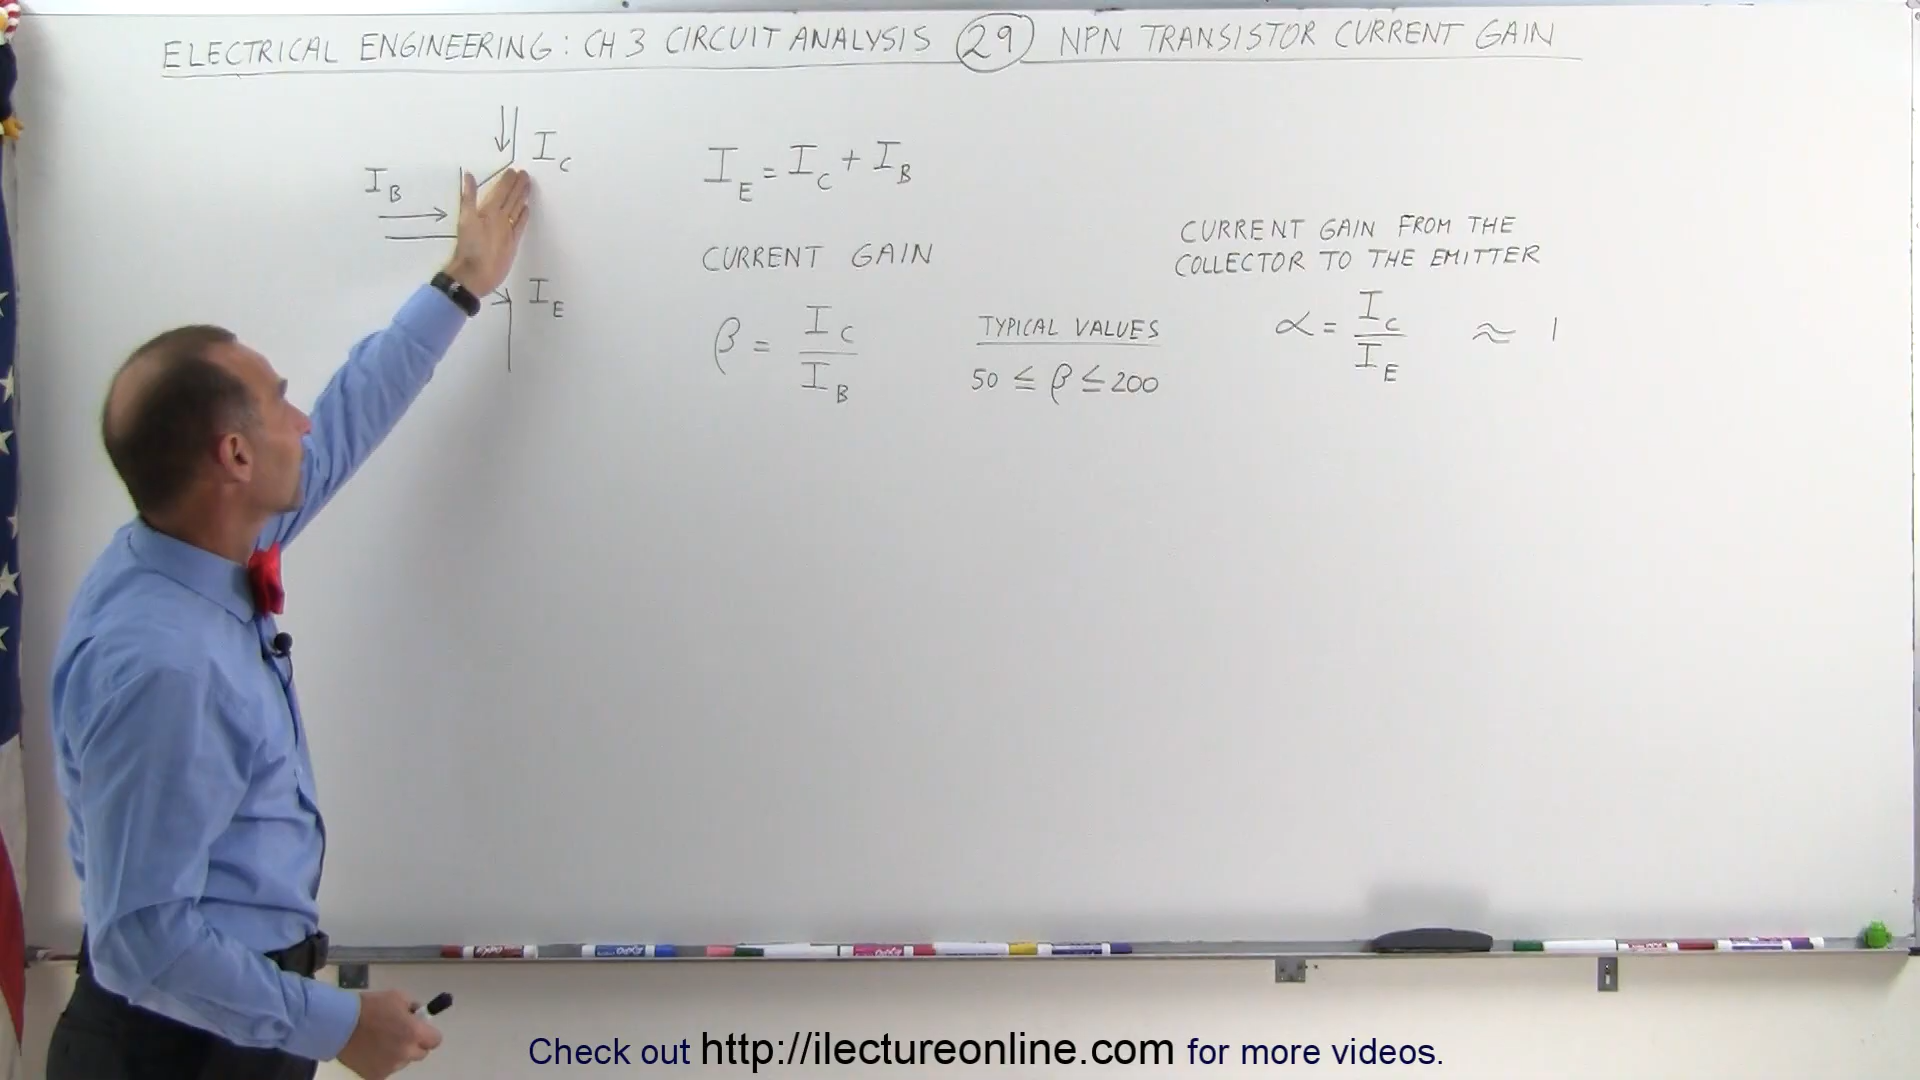 ELECTRICAL ENGINEERING: CH 3 CIRCUIT ANALYSIS 29 NPN TRANSISTOR CURRENT GAIN
I_C
I_B
I_E
I_E = I_C + I_B
CURRENT GAIN
β = I_C / I_B
TYPICAL VALUES
50 ≤ β ≤ 200
CURRENT GAIN FROM THE
COLLECTOR TO THE EMITTER
α = I_C / I_E ≈ 1
Check out http://ilectureonline.com for more videos.